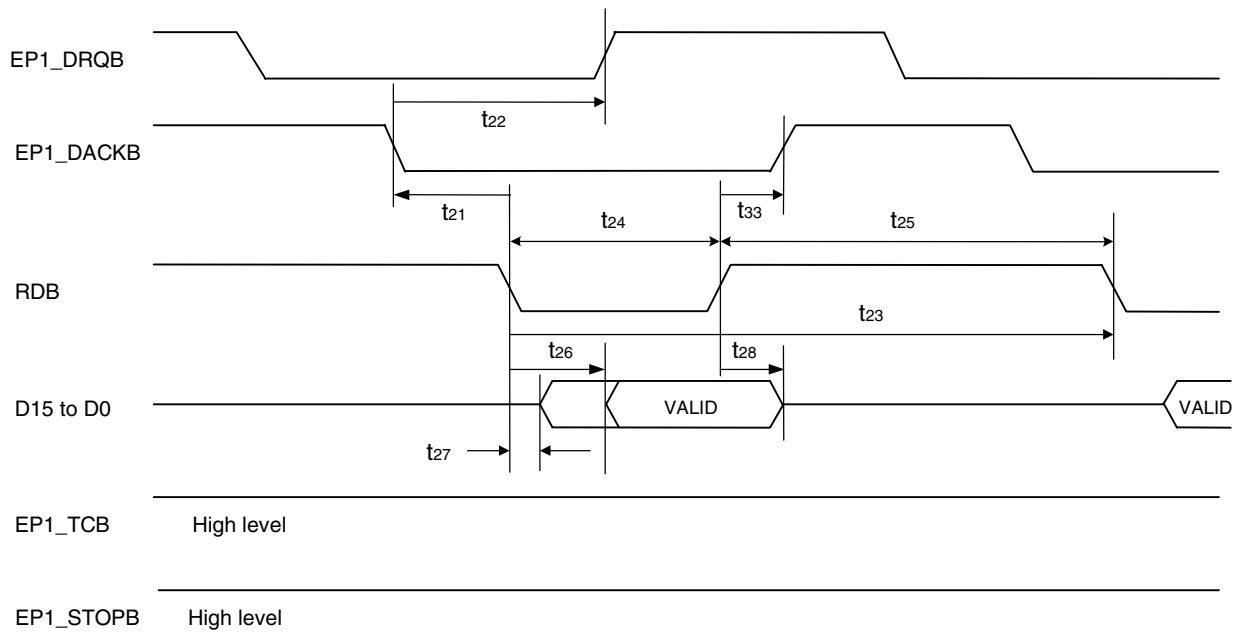 EP1_DRQB
t22
EP1_DACKB
t21
t24
t33
t25
RDB
t23
t26
t28
D15 to D0
VALID
VALID
t27
EP1_TCB High level
EP1_STOPB High level